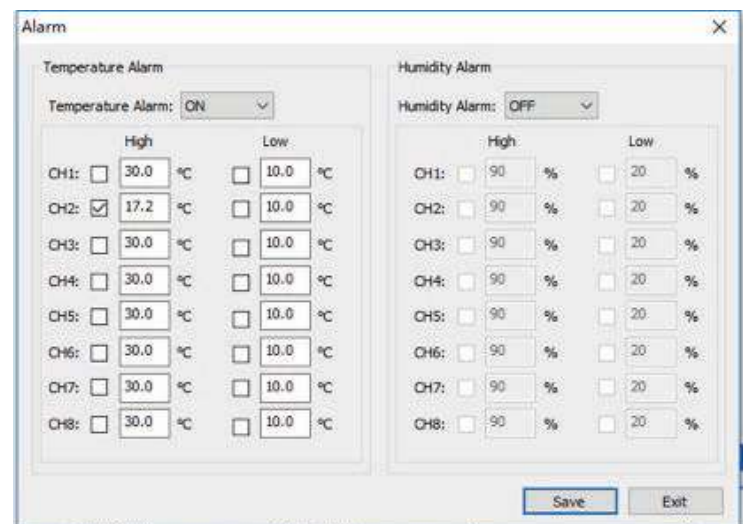 Alarm
Temperature Alarm Humidity Alarm
Temperature Alarm: ON Humidity Alarm: OFF
High Low High Low
CH1: 30.0 °C 10.0 °C CH1: 90 % 20 %
CH2: 17.2 °C 10.0 °C CH2: 90 % 20 %
CH3: 30.0 °C 10.0 °C CH3: 90 % 20 %
CH4: 30.0 °C 10.0 °C CH4: 90 % 20 %
CH5: 30.0 °C 10.0 °C CH5: 90 % 20 %
CH6: 30.0 °C 10.0 °C CH6: 90 % 20 %
CH7: 30.0 °C 10.0 °C CH7: 90 % 20 %
CH8: 30.0 °C 10.0 °C CH8: 90 % 20 %
Save Exit